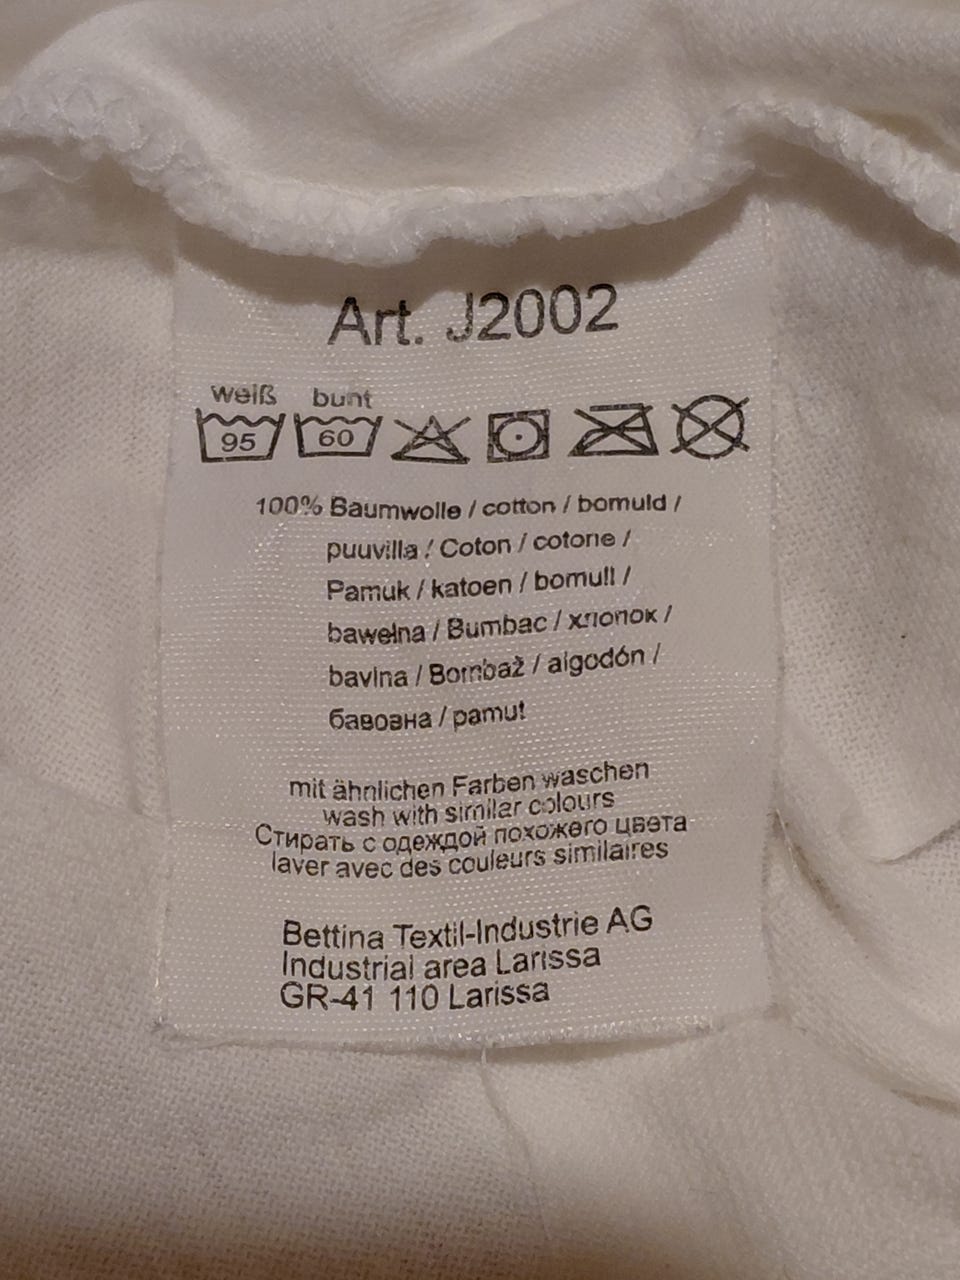 Art. J2002
weiß bunt
95 60
100% Baumwolle / cotton / bomuld /
puuvilla / Coton / cotone /
Pamuk / katoen / bomull /
bawełna / Bumbac / хлопок /
bavlna / Bombaž / algodón /
бавовна / pamut
mit ähnlichen Farben waschen
wash with similar colours
Стирать с одеждой похожего цвета
laver avec des couleurs similaires
Bettina Textil-Industrie AG
Industrial area Larissa
GR-41 110 Larissa